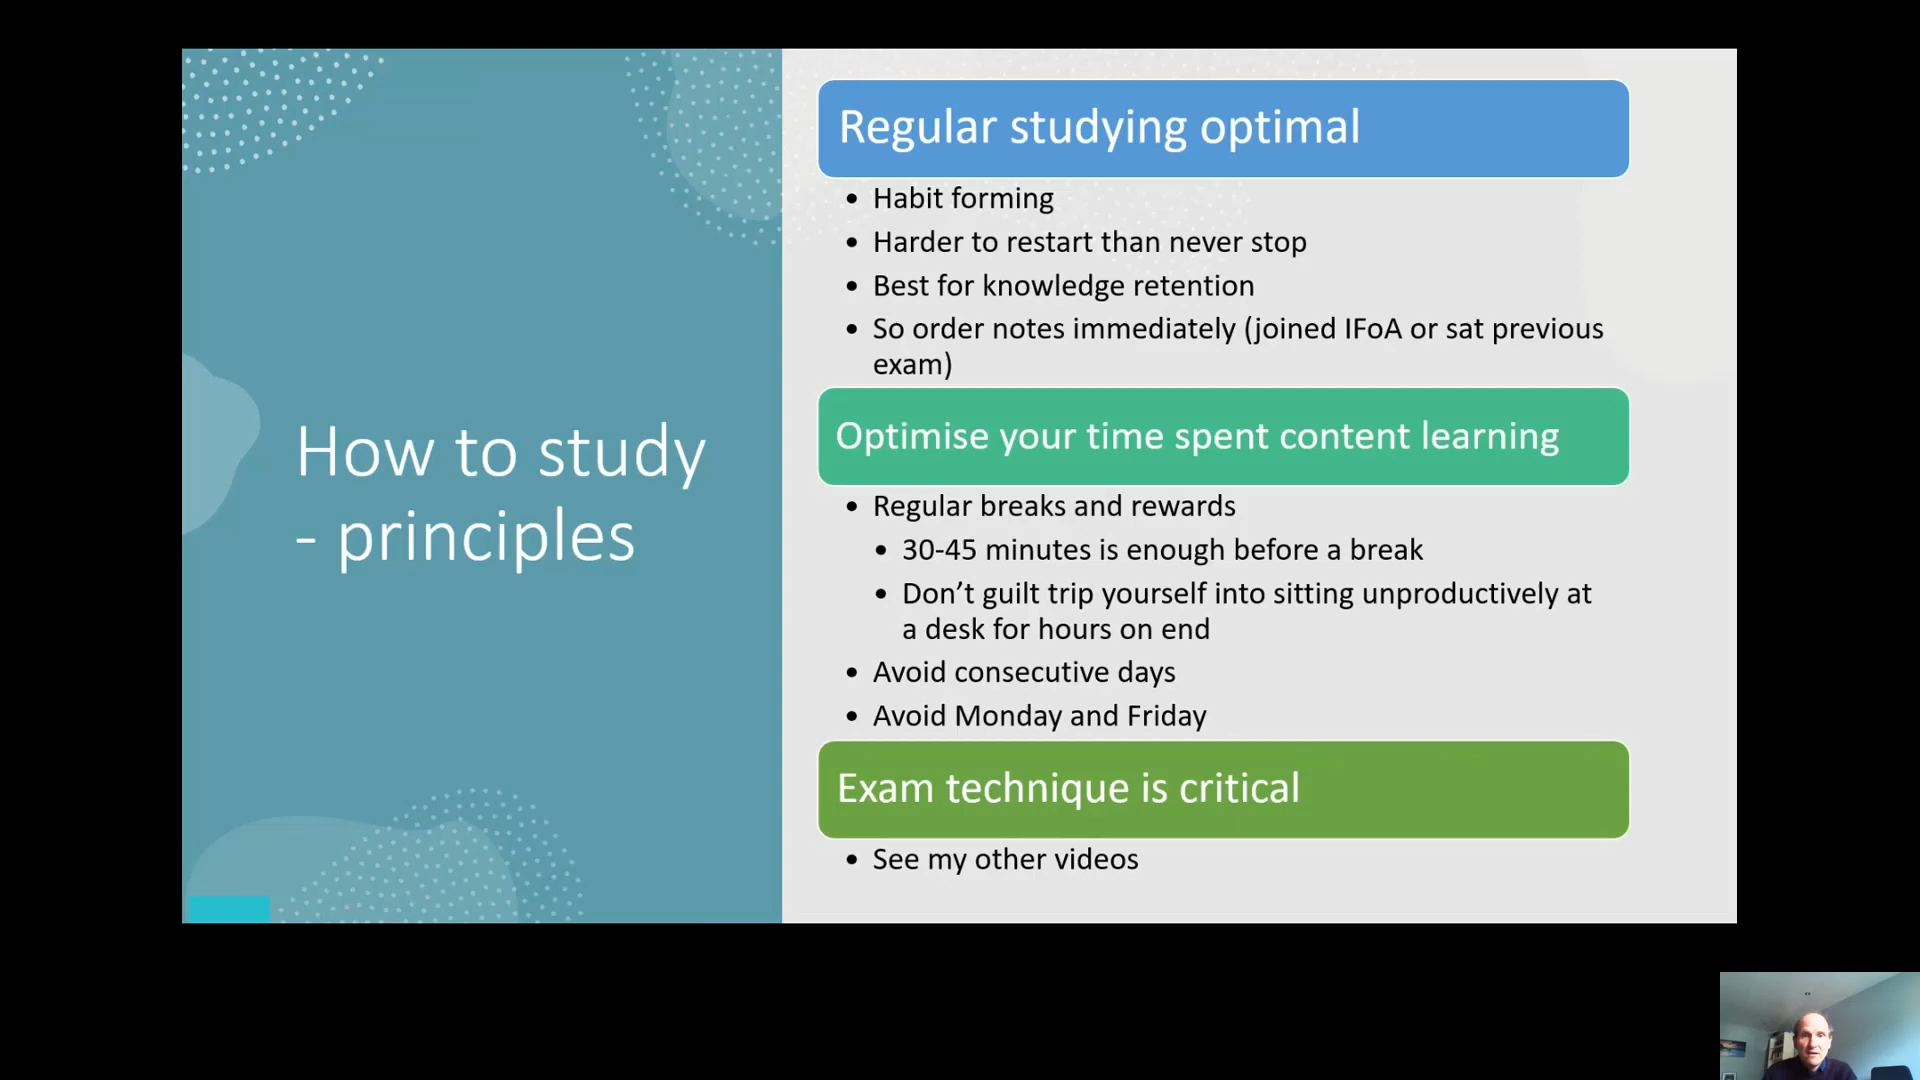 How to study
- principles
Regular studying optimal
• Habit forming
• Harder to restart than never stop
• Best for knowledge retention
• So order notes immediately (joined IFoA or sat previous
exam)
Optimise your time spent content learning
• Regular breaks and rewards
• 30-45 minutes is enough before a break
• Don’t guilt trip yourself into sitting unproductively at
a desk for hours on end
• Avoid consecutive days
• Avoid Monday and Friday
Exam technique is critical
• See my other videos